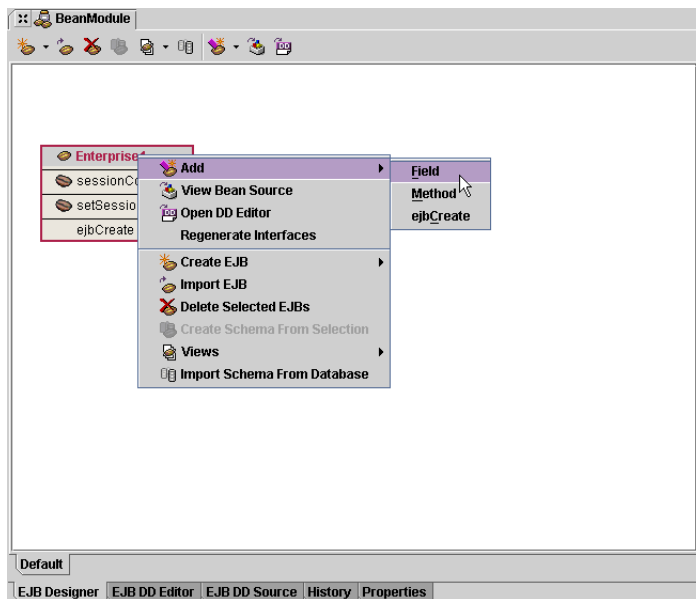 BeanModule
Enterprise1
sessionCo
setSessio
ejbCreate
Add
View Bean Source
Open DD Editor
Regenerate Interfaces
Create EJB
Import EJB
Delete Selected EJBs
Create Schema From Selection
Views
Import Schema From Database
Field
Method
ejbCreate
Default
EJB Designer EJB DD Editor EJB DD Source History Properties